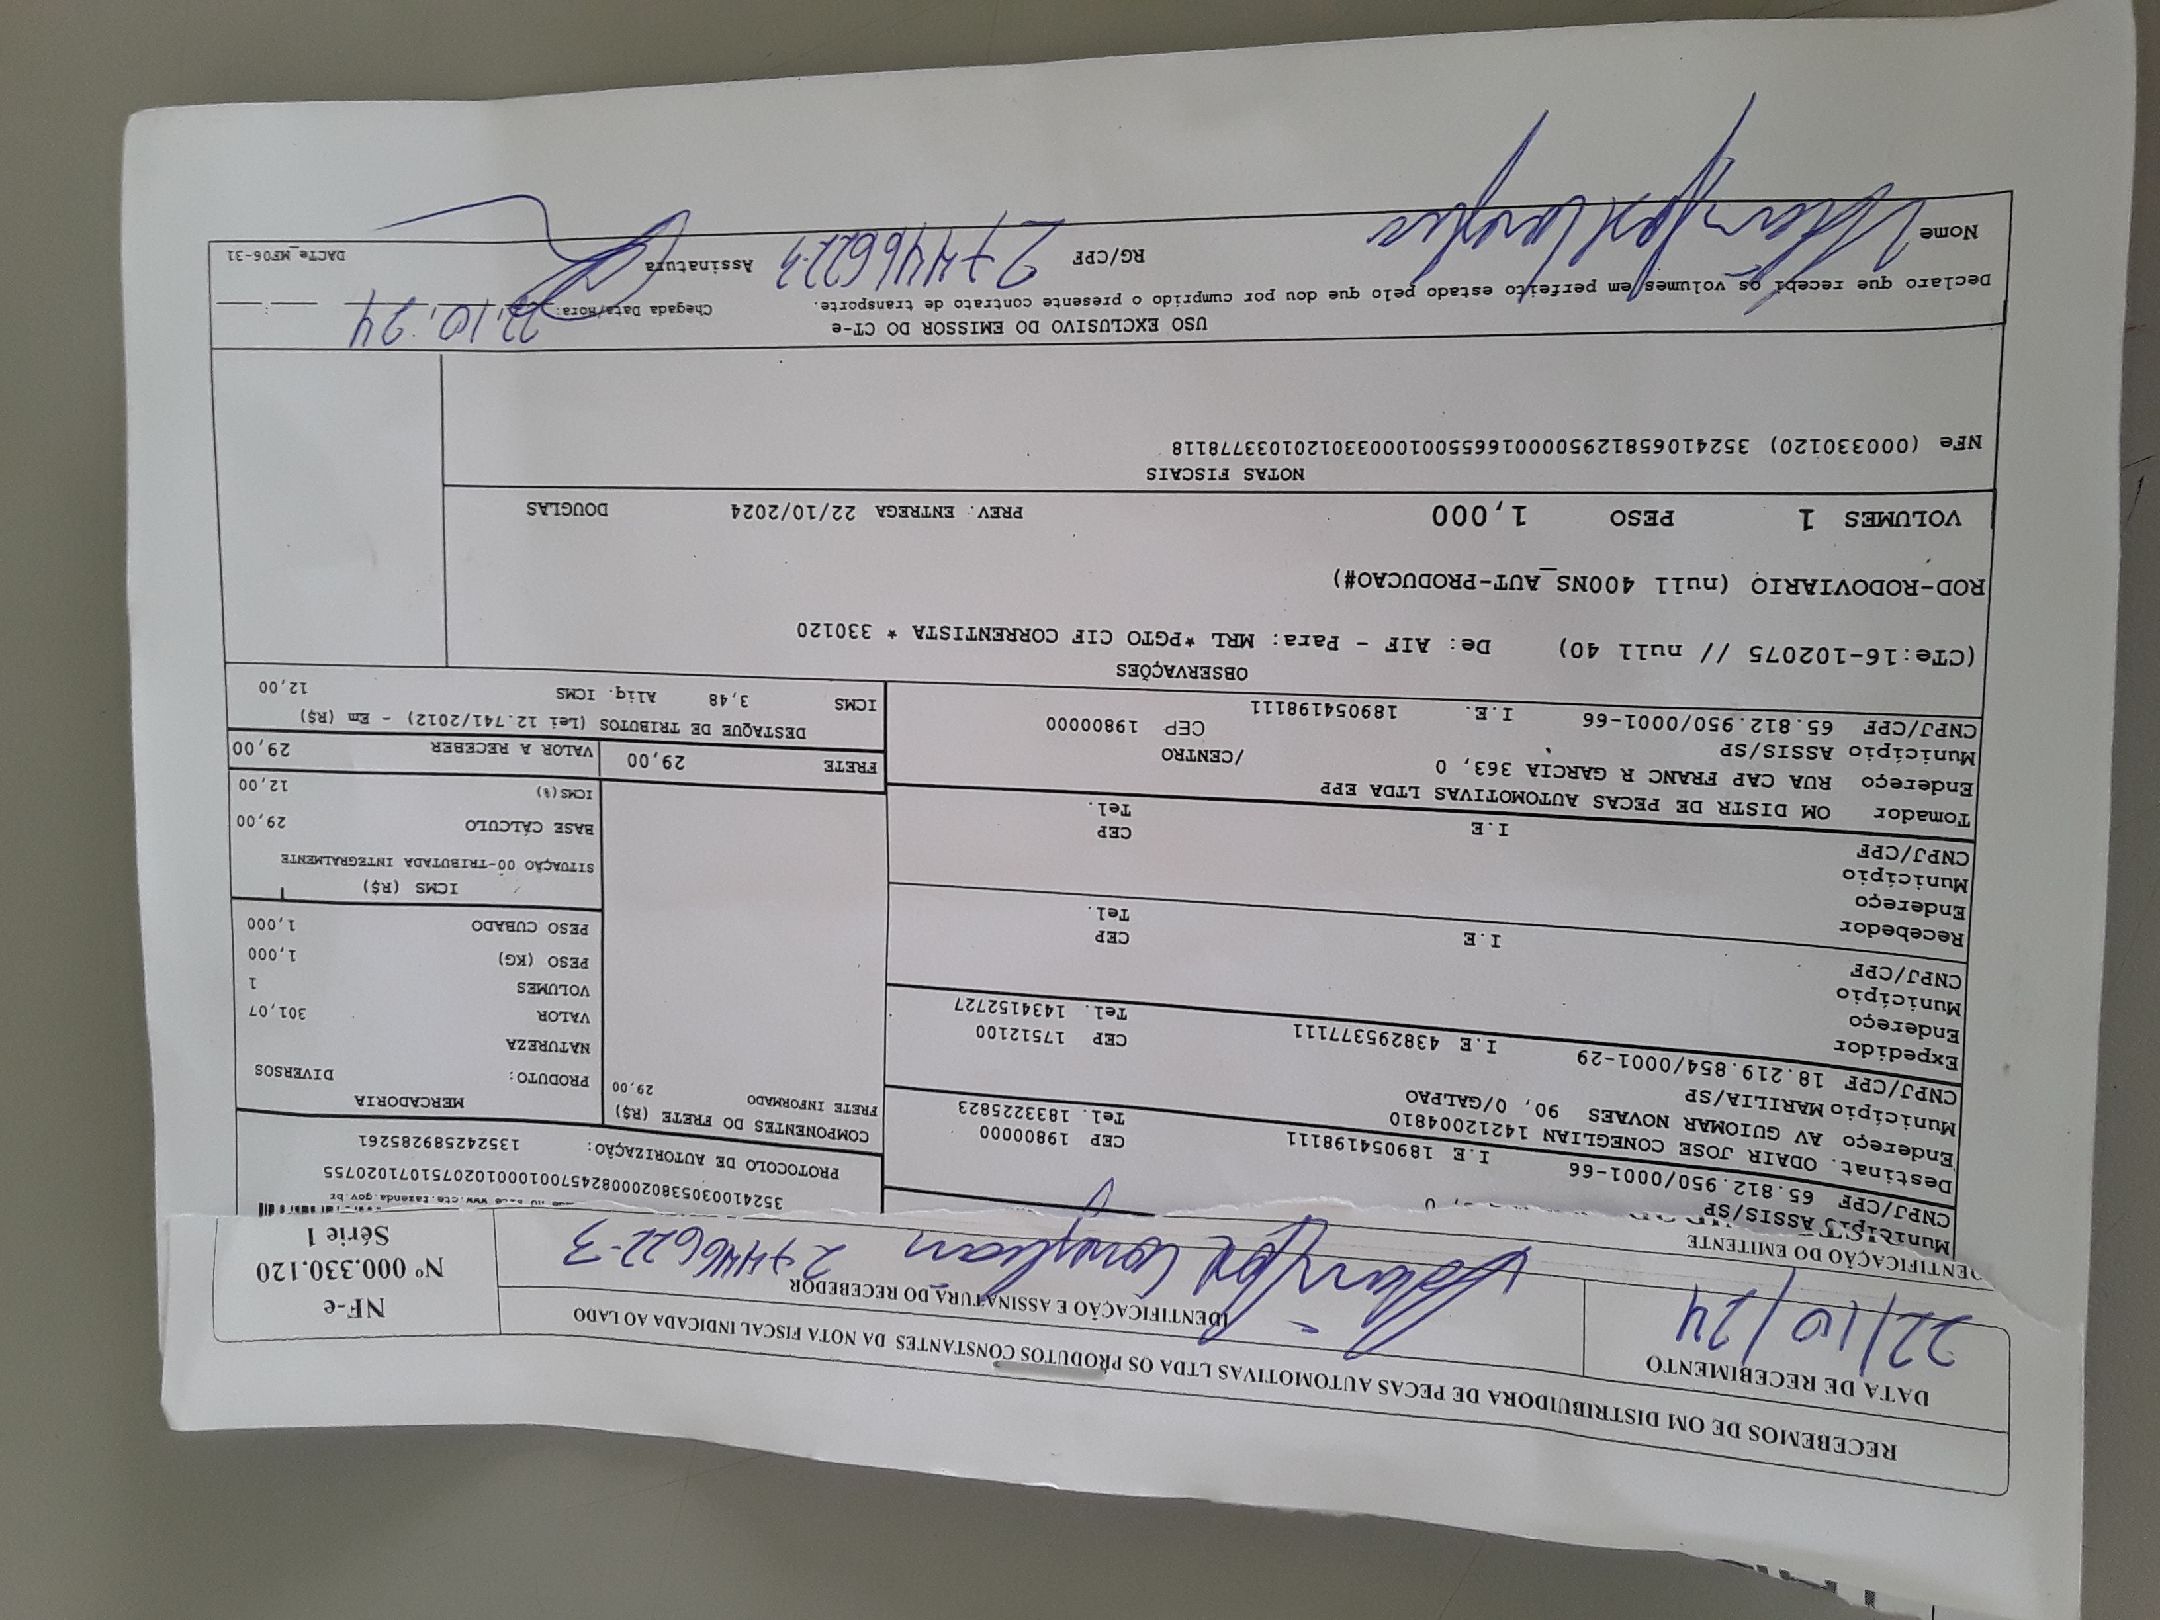 RECEBEMOS DE OM DISTRIBUIDORA DE PECAS AUTOMOTIVAS LTDA OS PRODUTOS CONSTANTES DA NOTA FISCAL INDICADA AO LADO
DATA DE RECEBIMENTO
22/10/24
IDENTIFICAÇÃO E ASSINATURA DO RECEBEDOR
27446622-3
NF-e
Nº 000.330.120
Série 1
DENTIFICAÇÃO DO EMITENTE
Município ASSIS/SP
CNPJ/CPF 65.812.950/0001-66 I.E 189054198111
CEP 19800000
Tel. 1833225823
Destinat. ODAIR JOSE CONEGLIAN 14212004810
Endereço AV GUIOMAR NOVAES 90, 0/GALPAO
Município MARILIA/SP CEP 17512100
CNPJ/CPF 18.219.854/0001-29 I.E 438295377111 Tel. 1434152727
Expedidor
Endereço
Município CEP
CNPJ/CPF I.E Tel.
Recebedor
Endereço
Município CEP
CNPJ/CPF I.E Tel.
Tomador OM DISTR DE PECAS AUTOMOTIVAS LTDA EPP
Endereço RUA CAP FRANC R GARCIA 363, 0 /CENTRO
Município ASSIS/SP CEP 19800000
CNPJ/CPF 65.812.950/0001-66 I.E. 189054198111
www.cte.fazenda.gov.br
PROTOCOLO DE AUTORIZAÇÃO: 135242589285261
COMPONENTES DO FRETE (R$)
FRETE INFORMADO 29,00
MERCADORIA
PRODUTO: DIVERSOS
NATUREZA
VALOR 301,07
VOLUMES 1
PESO (KG) 1,000
PESO CUBADO 1,000
ICMS (R$)
SITUAÇÃO 00-TRIBUTADA INTEGRALMENTE
BASE CÁLCULO 29,00
ICMS(%) 12,00
FRETE 29,00 VALOR A RECEBER 29,00
DESTAQUE DE TRIBUTOS (Lei 12.741/2012) - Em (R$)
ICMS 3,48 Aliq. ICMS 12,00
OBSERVAÇÕES
(CTe:16-102075 // null 40) De: AIF - Para: MRL *PGTO CIF CORRENTISTA * 330120
ROD-RODOVIARIO (null 400NS_AUT-PRODUCAO#)
VOLUMES 1 PESO 1,000 PREV. ENTREGA 22/10/2024 DOUGLAS
NOTAS FISCAIS
NFe (000330120) 35241065812950000166550010003301201033778118
USO EXCLUSIVO DO EMISSOR DO CT-e
Declaro que recebi os volumes em perfeito estado pelo que dou por cumprido o presente contrato de transporte.
Chegada Data/Hora: 22,10,24
Nome RG/CPF 27446622-3 Assinatura
DACTe_MF06-31